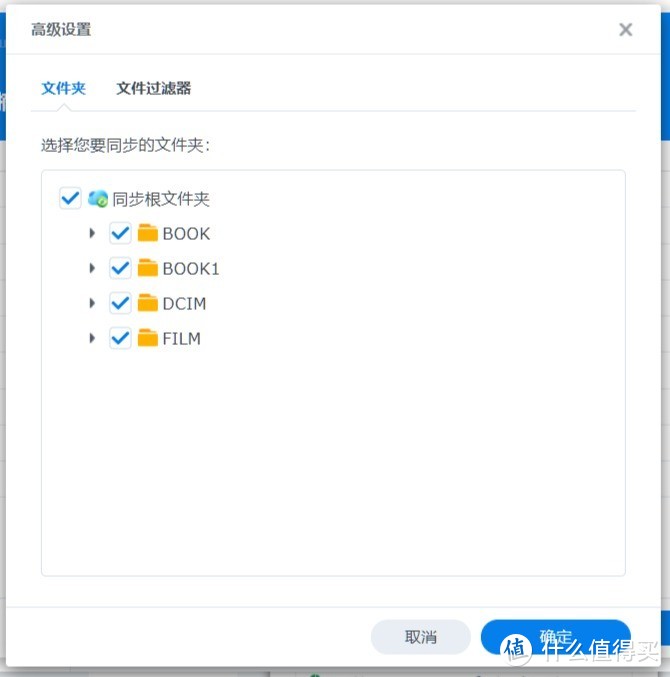 高级设置
文件夹 文件过滤器
选择您要同步的文件夹：
同步根文件夹
BOOK
BOOK1
DCIM
FILM
取消 确定
值 什么值得买